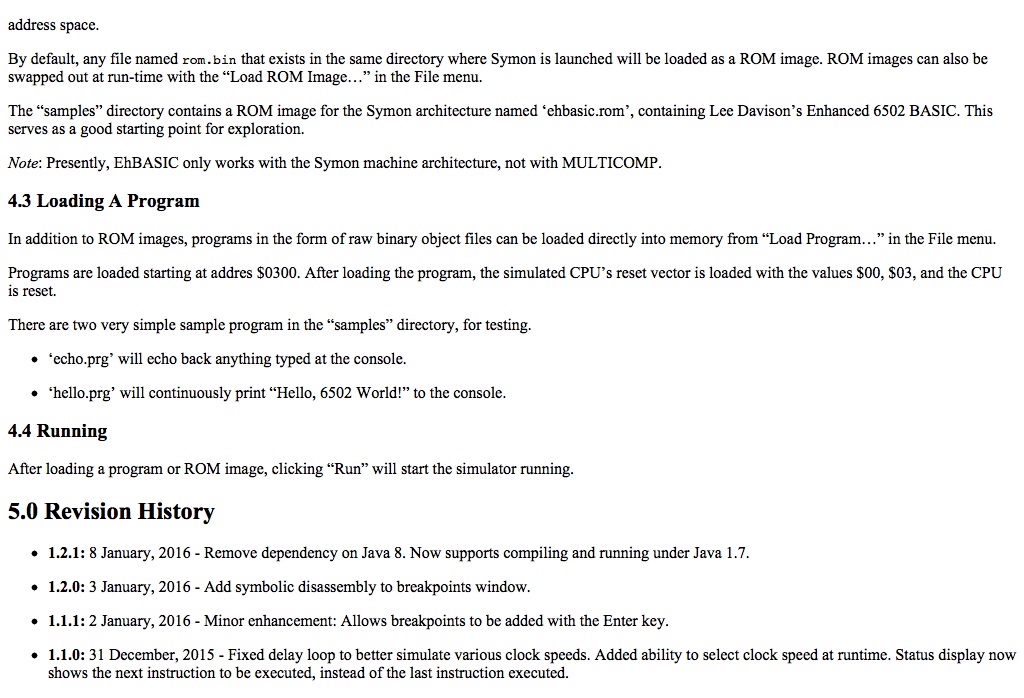 address space.
By default, any file named rom.bin that exists in the same directory where Symon is launched will be loaded as a ROM image. ROM images can also be
swapped out at run-time with the “Load ROM Image…” in the File menu.
The “samples” directory contains a ROM image for the Symon architecture named ‘ehbasic.rom’, containing Lee Davison’s Enhanced 6502 BASIC. This
serves as a good starting point for exploration.
Note: Presently, EhBASIC only works with the Symon machine architecture, not with MULTICOMP.
4.3 Loading A Program
In addition to ROM images, programs in the form of raw binary object files can be loaded directly into memory from “Load Program…” in the File menu.
Programs are loaded starting at addres $0300. After loading the program, the simulated CPU’s reset vector is loaded with the values $00, $03, and the CPU
is reset.
There are two very simple sample program in the “samples” directory, for testing.
• ‘echo.prg’ will echo back anything typed at the console.
• ‘hello.prg’ will continuously print “Hello, 6502 World!” to the console.
4.4 Running
After loading a program or ROM image, clicking “Run” will start the simulator running.
5.0 Revision History
• 1.2.1: 8 January, 2016 - Remove dependency on Java 8. Now supports compiling and running under Java 1.7.
• 1.2.0: 3 January, 2016 - Add symbolic disassembly to breakpoints window.
• 1.1.1: 2 January, 2016 - Minor enhancement: Allows breakpoints to be added with the Enter key.
• 1.1.0: 31 December, 2015 - Fixed delay loop to better simulate various clock speeds. Added ability to select clock speed at runtime. Status display now
shows the next instruction to be executed, instead of the last instruction executed.